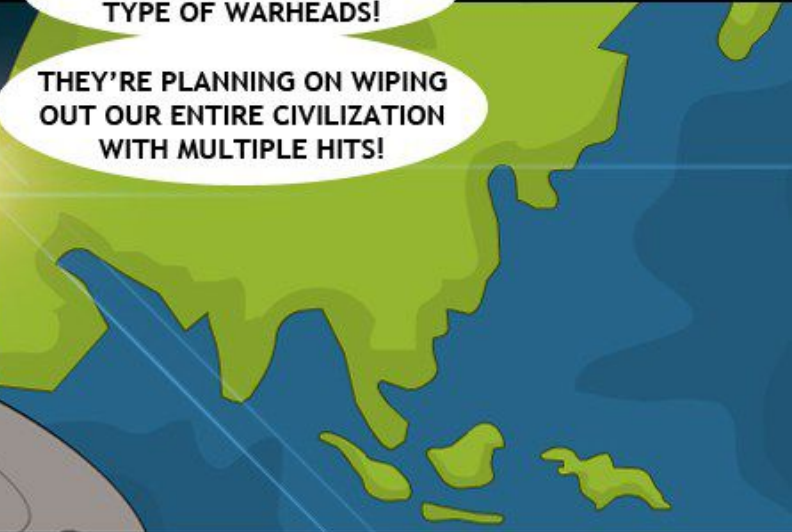 TYPE OF WARHEADS!
THEY'RE PLANNING ON WIPING
OUT OUR ENTIRE CIVILIZATION
WITH MULTIPLE HITS!